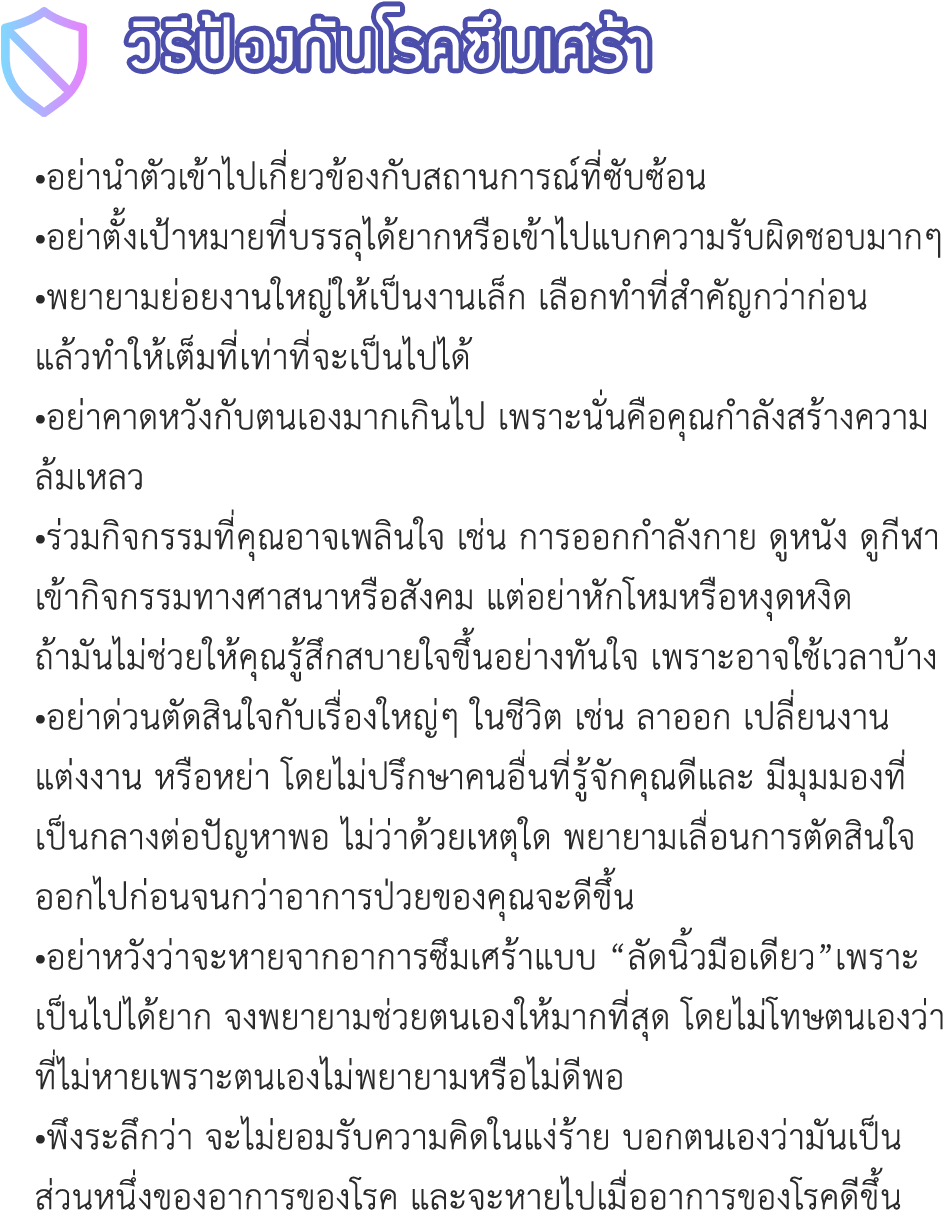 วิธีป้องกันโรคซึมเศร้า
•อย่านำตัวเข้าไปเกี่ยวข้องกับสถานการณ์ที่ซับซ้อน
•อย่าตั้งเป้าหมายที่บรรลุได้ยากหรือเข้าไปแบกความรับผิดชอบมากๆ
•พยายามย่อยงานใหญ่ให้เป็นงานเล็ก เลือกทำที่สำคัญกว่าก่อน
แล้วทำให้เต็มที่เท่าที่จะเป็นไปได้
•อย่าคาดหวังกับตนเองมากเกินไป เพราะนั่นคือคุณกำลังสร้างความ
ล้มเหลว
•ร่วมกิจกรรมที่คุณอาจเพลินใจ เช่น การออกกำลังกาย ดูหนัง ดูกีฬา
เข้ากิจกรรมทางศาสนาหรือสังคม แต่อย่าหักโหมหรือหงุดหงิด
ถ้ามันไม่ช่วยให้คุณรู้สึกสบายใจขึ้นอย่างทันใจ เพราะอาจใช้เวลาบ้าง
•อย่าด่วนตัดสินใจกับเรื่องใหญ่ๆ ในชีวิต เช่น ลาออก เปลี่ยนงาน
แต่งงาน หรือหย่า โดยไม่ปรึกษาคนอื่นที่รู้จักคุณดีและ มีมุมมองที่
เป็นกลางต่อปัญหาพอ ไม่ว่าด้วยเหตุใด พยายามเลื่อนการตัดสินใจ
ออกไปก่อนจนกว่าอาการป่วยของคุณจะดีขึ้น
•อย่าหวังว่าจะหายจากอาการซึมเศร้าแบบ “ลัดนิ้วมือเดียว”เพราะ
เป็นไปได้ยาก จงพยายามช่วยตนเองให้มากที่สุด โดยไม่โทษตนเองว่า
ที่ไม่หายเพราะตนเองไม่พยายามหรือไม่ดีพอ
•พึงระลึกว่า จะไม่ยอมรับความคิดในแง่ร้าย บอกตนเองว่ามันเป็น
ส่วนหนึ่งของอาการของโรค และจะหายไปเมื่ออาการของโรคดีขึ้น